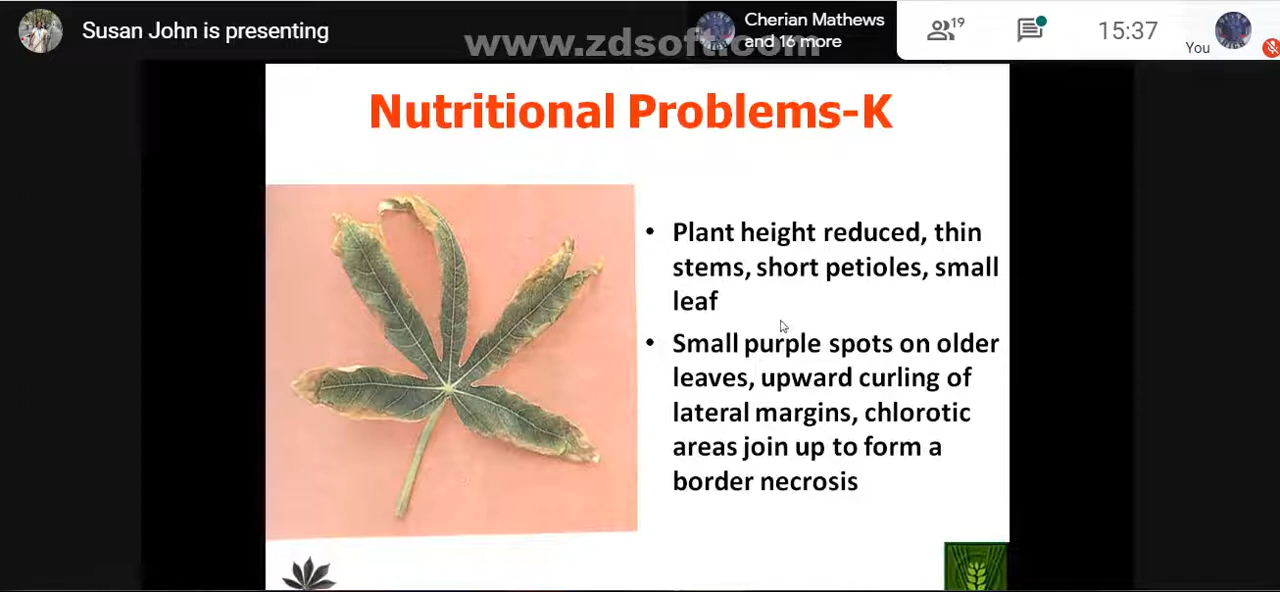 Susan John is presenting
www.zdsoft.com
Cherian Mathews
and 16 more
19
15:37
You
Nutritional Problems-K
• Plant height reduced, thin
stems, short petioles, small
leaf
• Small purple spots on older
leaves, upward curling of
lateral margins, chlorotic
areas join up to form a
border necrosis